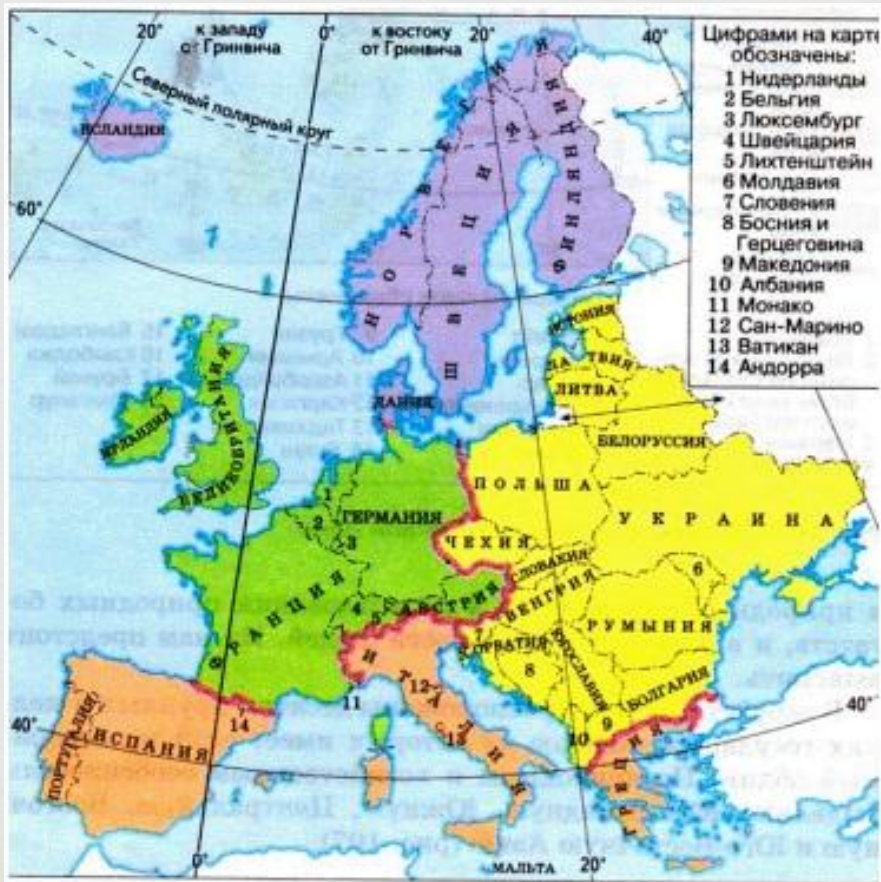 20°
к западу
от Гринвича
0°
к востоку
от Гринвича
20°
40°
Северный полярный круг
60°
ИСЛАНДИЯ
НОРВЕГИЯ
ШВЕЦИЯ
ФИНЛЯНДИЯ
ЭСТОНИЯ
ЛАТВИЯ
ЛИТВА
ДАНИЯ
ИРЛАНДИЯ
ВЕЛИКОБРИТАНИЯ
БЕЛОРУССИЯ
1
2
3
ГЕРМАНИЯ
ПОЛЬША
УКРАИНА
ЧЕХИЯ
СЛОВАКИЯ
6
ФРАНЦИЯ
4
5
АВСТРИЯ
ВЕНГРИЯ
РУМЫНИЯ
7
ХОРВАТИЯ
8
ЮГОСЛАВИЯ
БОЛГАРИЯ
ИТАЛИЯ
12
11
13
14
9
10
40°
ПОРТУГАЛИЯ
ИСПАНИЯ
ГРЕЦИЯ
40°
0°
МАЛЬТА
20°
Цифрами на карте
обозначены:
1 Нидерланды
2 Бельгия
3 Люксембург
4 Швейцария
5 Лихтенштейн
6 Молдавия
7 Словения
8 Босния и
Герцеговина
9 Македония
10 Албания
11 Монако
12 Сан-Марино
13 Ватикан
14 Андорра